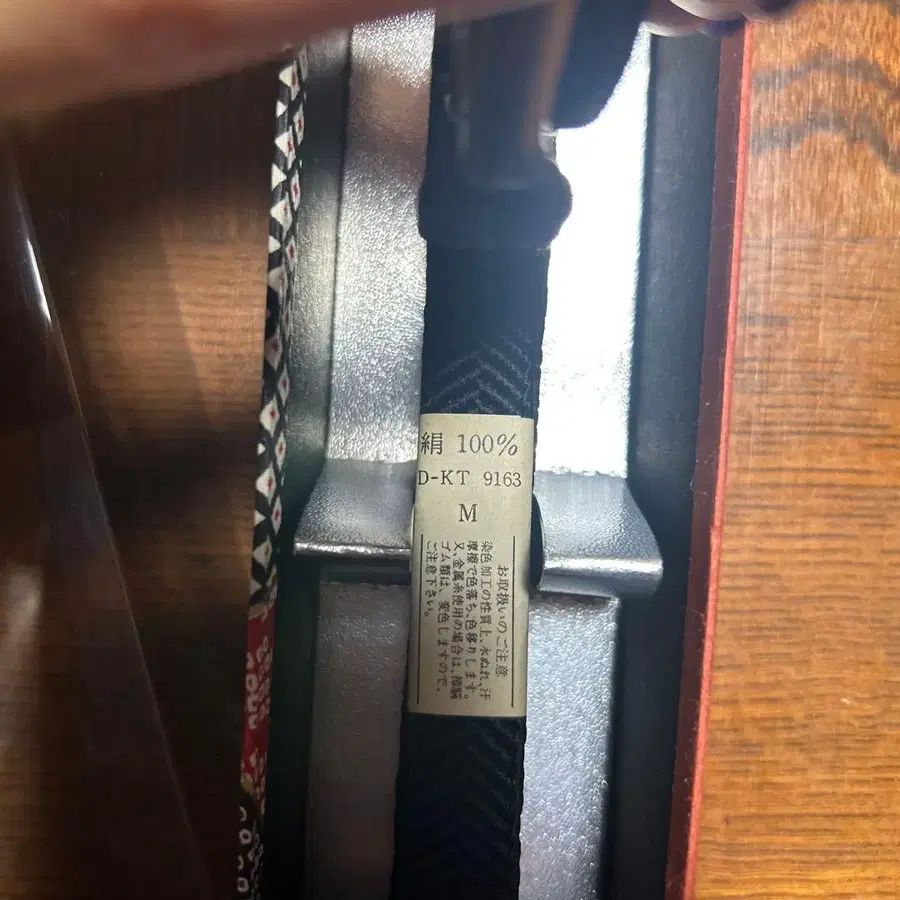 絹 100%
D-KT 9163
M
お取扱いのご注意
染色加工の性質上、水ぬれ、汗
摩擦で色落ち、色移りします。
又、金属糸使用の場合は、樟脳
ゴム類は、変色しますので、
ご注意下さい。